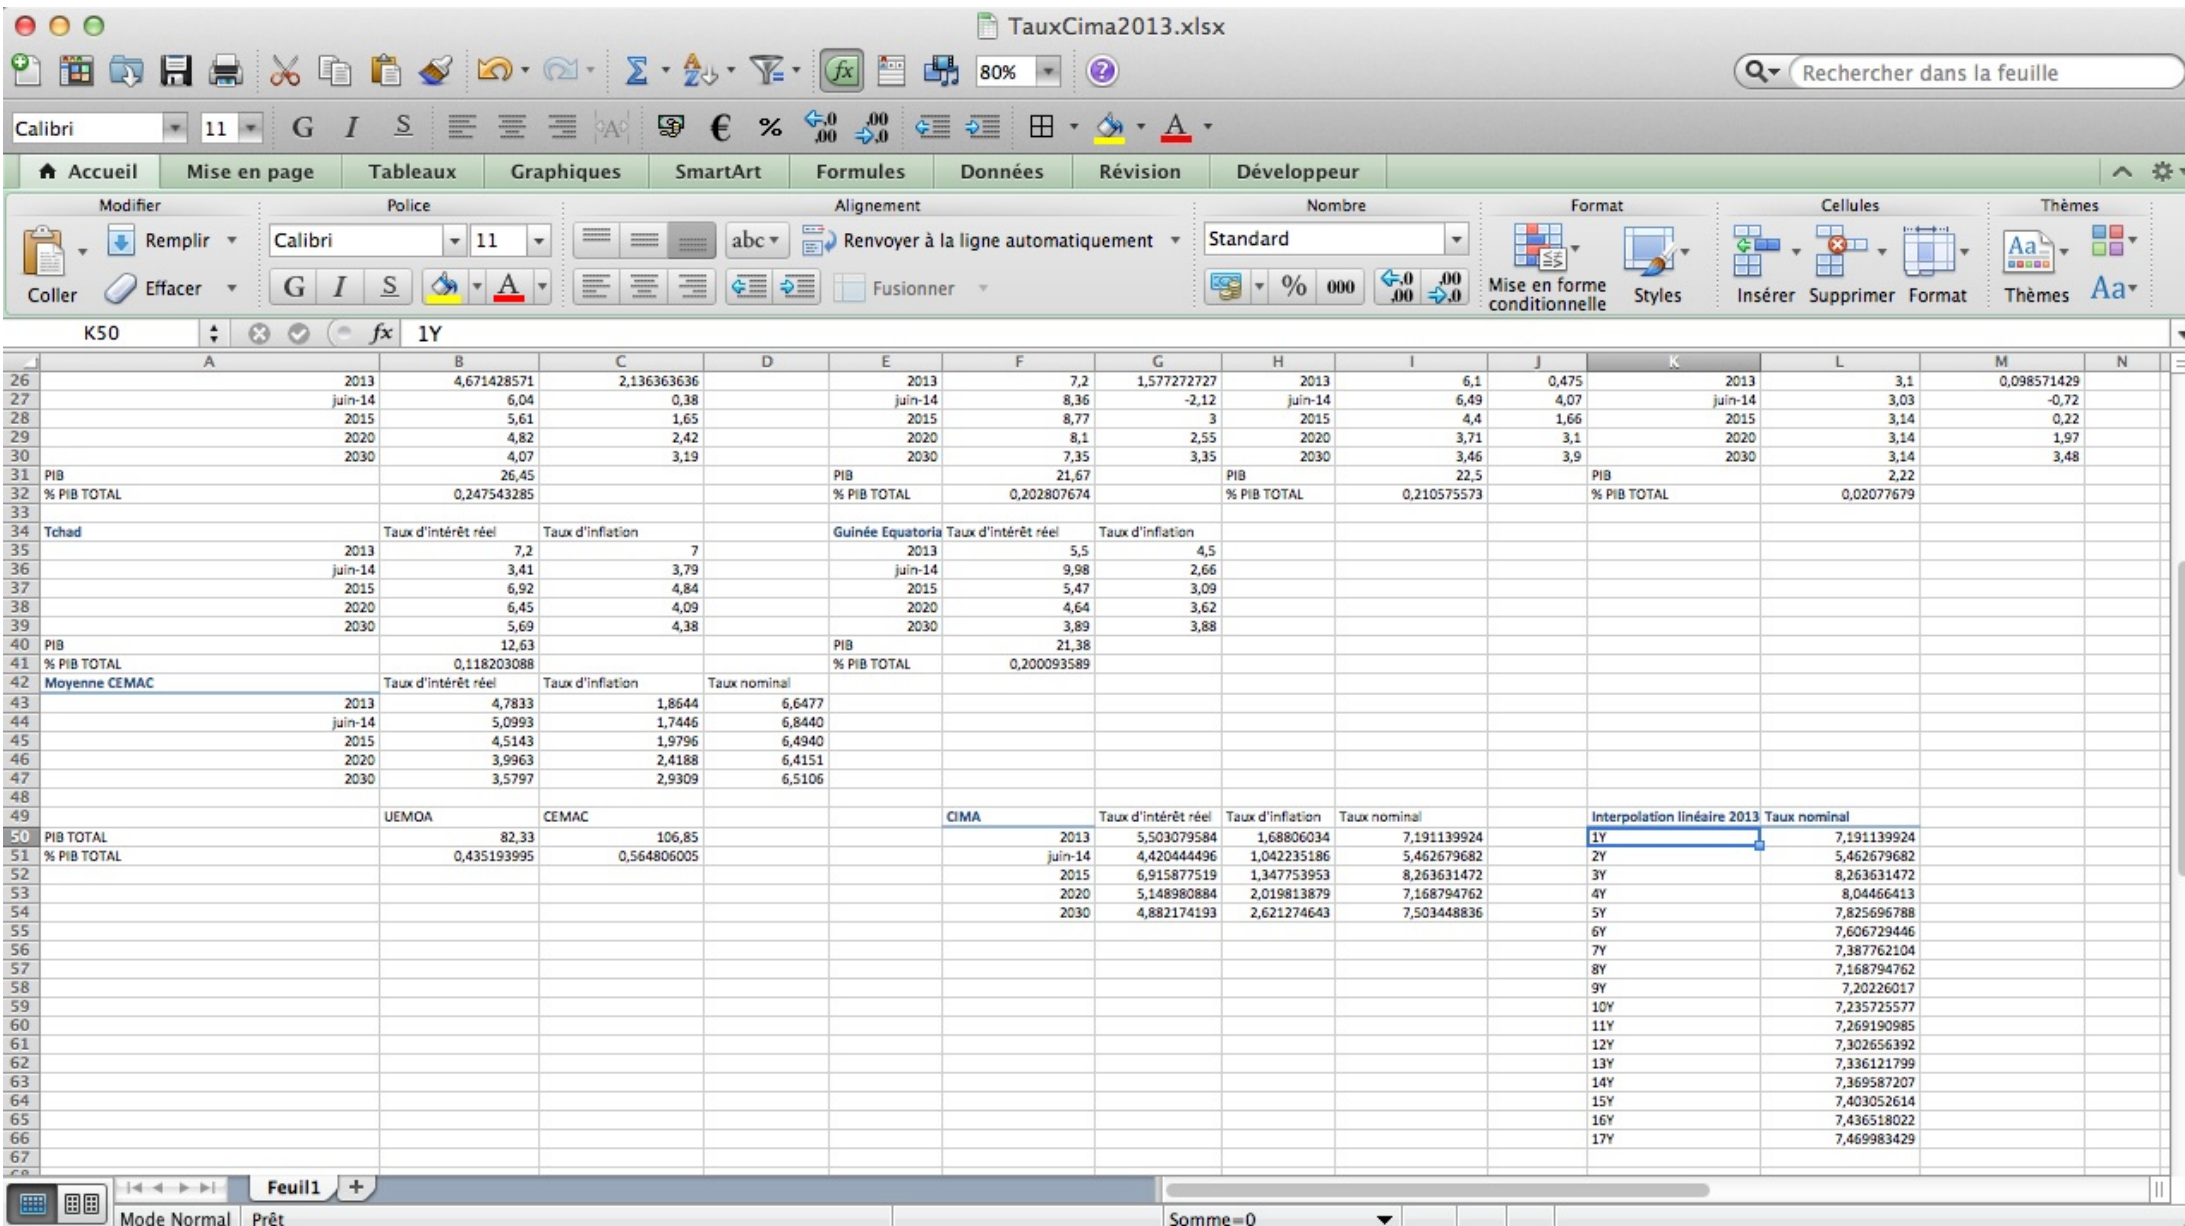 TauxCima2013.xlsx
80%
Rechercher dans la feuille
Calibri 11 G I S € % ,0 ,00 ,00 ,0 A
Accueil Mise en page Tableaux Graphiques SmartArt Formules Données Révision Développeur
Modifier Police Alignement Nombre Format Cellules Thèmes
Remplir Calibri 11 abc Renvoyer à la ligne automatiquement Standard
Coller Effacer G I S A Fusionner % 000 ,0 ,00 ,00 ,0 Mise en forme conditionnelle Styles Insérer Supprimer Format Thèmes Aa
K50 fx 1Y
A B C D E F G H I J K L M N
26 2013 4,671428571 2,136363636 2013 7,2 1,577272727 2013 6,1 0,475 2013 3,1 0,098571429
27 juin-14 6,04 0,38 juin-14 8,36 -2,12 juin-14 6,49 4,07 juin-14 3,03 -0,72
28 2015 5,61 1,65 2015 8,77 3 2015 4,4 1,66 2015 3,14 0,22
29 2020 4,82 2,42 2020 8,1 2,55 2020 3,71 3,1 2020 3,14 1,97
30 2030 4,07 3,19 2030 7,35 3,35 2030 3,46 3,9 2030 3,14 3,48
31 PIB 26,45 PIB 21,67 PIB 22,5 PIB 2,22
32 % PIB TOTAL 0,247543285 % PIB TOTAL 0,202807674 % PIB TOTAL 0,210575573 % PIB TOTAL 0,02077679
33
34 Tchad Taux d'intérêt réel Taux d'inflation Guinée Equatoria Taux d'intérêt réel Taux d'inflation
35 2013 7,2 7 2013 5,5 4,5
36 juin-14 3,41 3,79 juin-14 9,98 2,66
37 2015 6,92 4,84 2015 5,47 3,09
38 2020 6,45 4,09 2020 4,64 3,62
39 2030 5,69 4,38 2030 3,89 3,88
40 PIB 12,63 PIB 21,38
41 % PIB TOTAL 0,118203088 % PIB TOTAL 0,200093589
42 Moyenne CEMAC Taux d'intérêt réel Taux d'inflation Taux nominal
43 2013 4,7833 1,8644 6,6477
44 juin-14 5,0993 1,7446 6,8440
45 2015 4,5143 1,9796 6,4940
46 2020 3,9963 2,4188 6,4151
47 2030 3,5797 2,9309 6,5106
48
49 UEMOA CEMAC CIMA Taux d'intérêt réel Taux d'inflation Taux nominal Interpolation linéaire 2013 Taux nominal
50 PIB TOTAL 82,33 106,85 2013 5,503079584 1,68806034 7,191139924 1Y 7,191139924
51 % PIB TOTAL 0,435193995 0,564806005 juin-14 4,420444496 1,042235186 5,462679682 2Y 5,462679682
52 2015 6,915877519 1,347753953 8,263631472 3Y 8,263631472
53 2020 5,148980884 2,019813879 7,168794762 4Y 8,04466413
54 2030 4,882174193 2,621274643 7,503448836 5Y 7,825696788
55 6Y 7,606729446
56 7Y 7,387762104
57 8Y 7,168794762
58 9Y 7,20226017
59 10Y 7,235725577
60 11Y 7,269190985
61 12Y 7,302656392
62 13Y 7,336121799
63 14Y 7,369587207
64 15Y 7,403052614
65 16Y 7,436518022
66 17Y 7,469983429
67
Feuil1
Mode Normal Prêt Somme=0